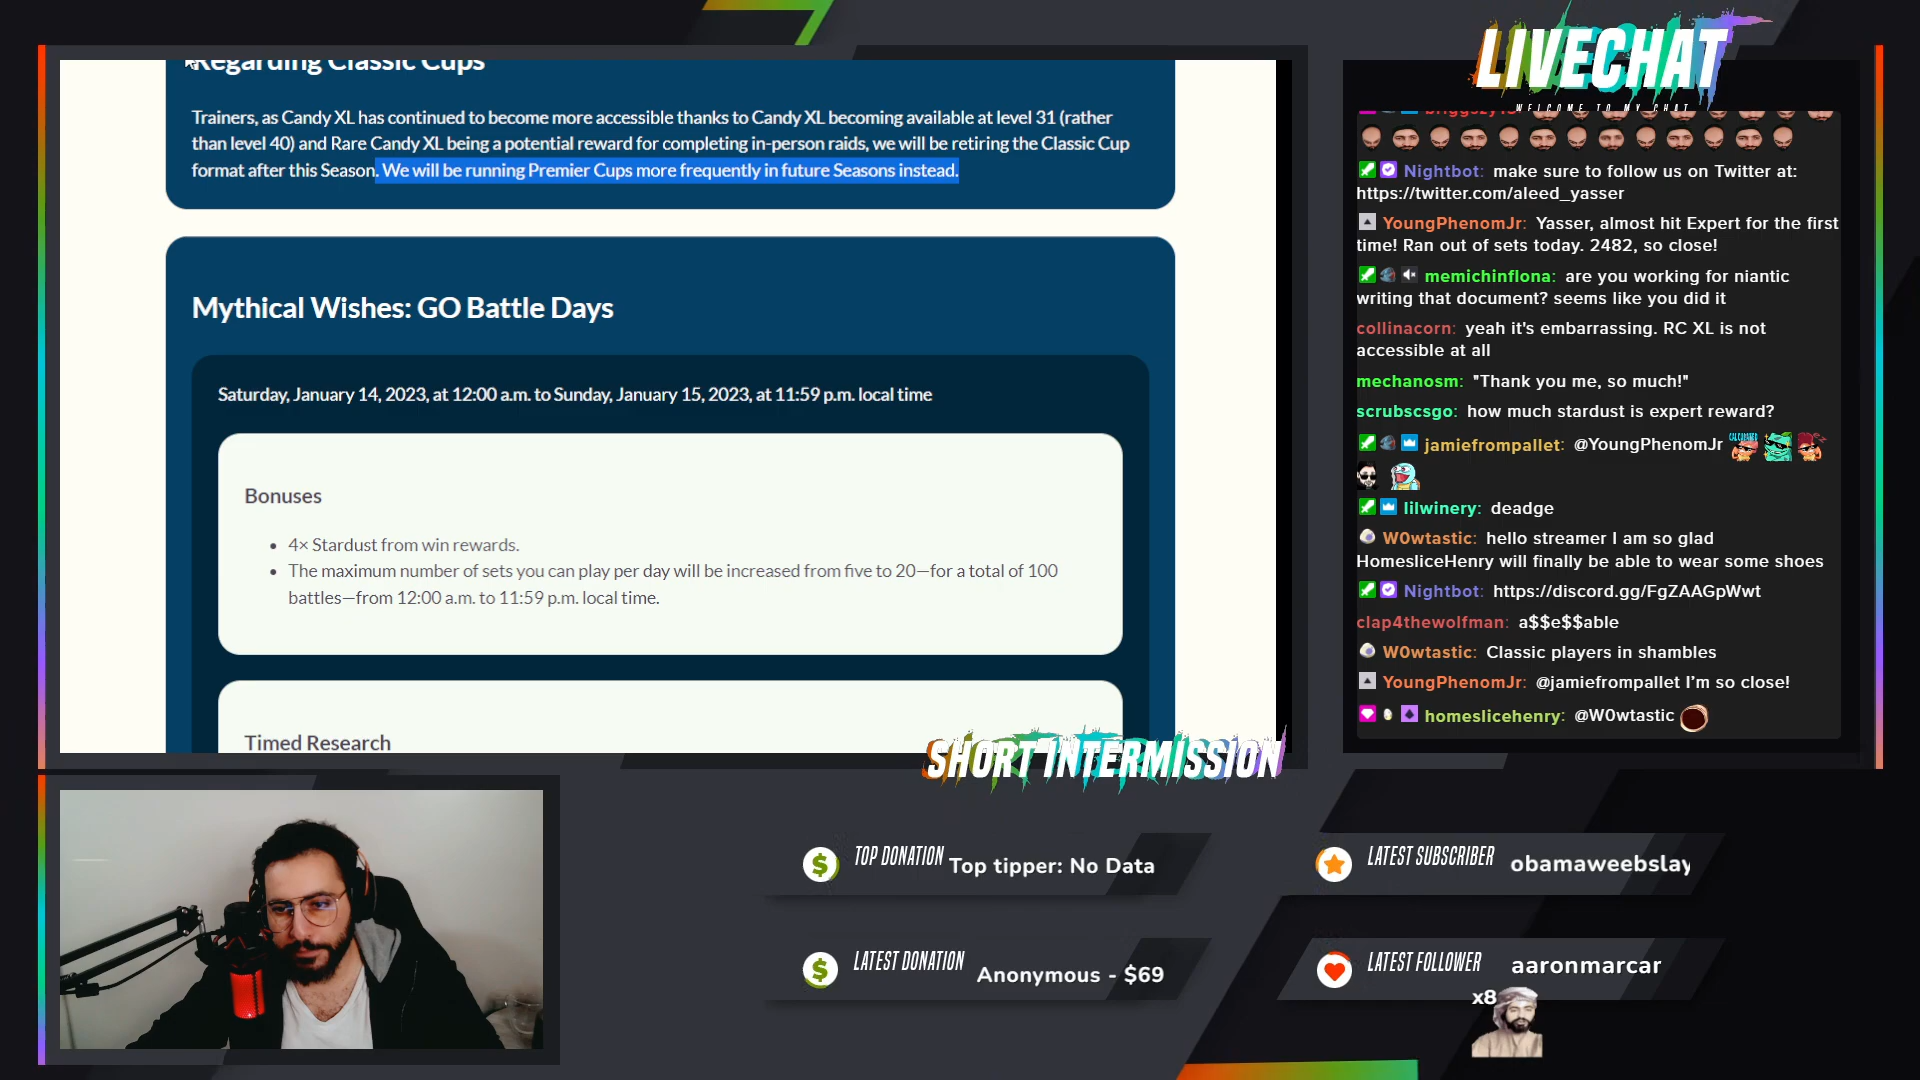 Regarding Classic Cups
Trainers, as Candy XL has continued to become more accessible thanks to Candy XL becoming available at level 31 (rather
than level 40) and Rare Candy XL being a potential reward for completing in-person raids, we will be retiring the Classic Cup
format after this Season. We will be running Premier Cups more frequently in future Seasons instead.
Mythical Wishes: GO Battle Days
Saturday, January 14, 2023, at 12:00 a.m. to Sunday, January 15, 2023, at 11:59 p.m. local time
Bonuses
• 4× Stardust from win rewards.
• The maximum number of sets you can play per day will be increased from five to 20—for a total of 100
battles—from 12:00 a.m. to 11:59 p.m. local time.
Timed Research
SHORT INTERMISSION
LIVECHAT
WELCOME TO MY CHAT
Nightbot: make sure to follow us on Twitter at:
https://twitter.com/aleed_yasser
YoungPhenomJr: Yasser, almost hit Expert for the first
time! Ran out of sets today. 2482, so close!
memichinflona: are you working for niantic
writing that document? seems like you did it
collinacorn: yeah it's embarrassing. RC XL is not
accessible at all
mechanosm: "Thank you me, so much!"
scrubscsgo: how much stardust is expert reward?
jamiefrompallet: @YoungPhenomJr
lilwinery: deadge
W0wtastic: hello streamer I am so glad
HomesliceHenry will finally be able to wear some shoes
Nightbot: https://discord.gg/FgZAAGpWwt
clap4thewolfman: a$$e$$able
W0wtastic: Classic players in shambles
YoungPhenomJr: @jamiefrompallet I'm so close!
homeslicehenry: @W0wtastic
TOP DONATION Top tipper: No Data
LATEST SUBSCRIBER obamaweebslay
LATEST DONATION Anonymous - $69
LATEST FOLLOWER aaronmarcar
x8